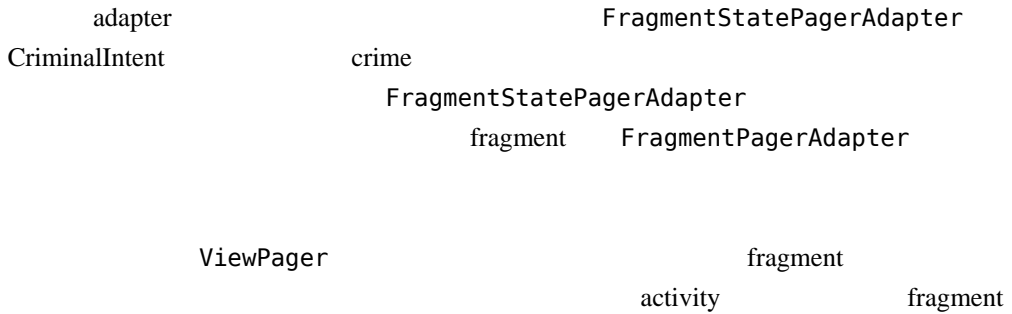 adapter FragmentStatePagerAdapter
CriminalIntent crime
FragmentStatePagerAdapter
fragment FragmentPagerAdapter
ViewPager fragment
activity fragment